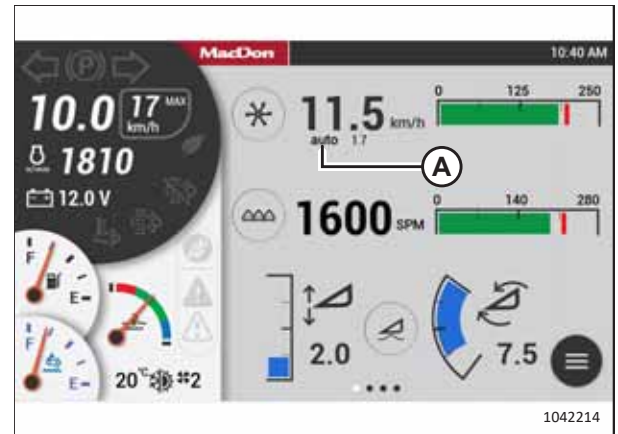 MacDon 10:40 AM
(P)
10.0 17 MAX km/h
1810
12.0 V
11.5 km/h
auto 1.7
0 125 250
A
1600 SPM
0 140 280
F
E
F
E
2.0
7.5
20°C 2
1042214